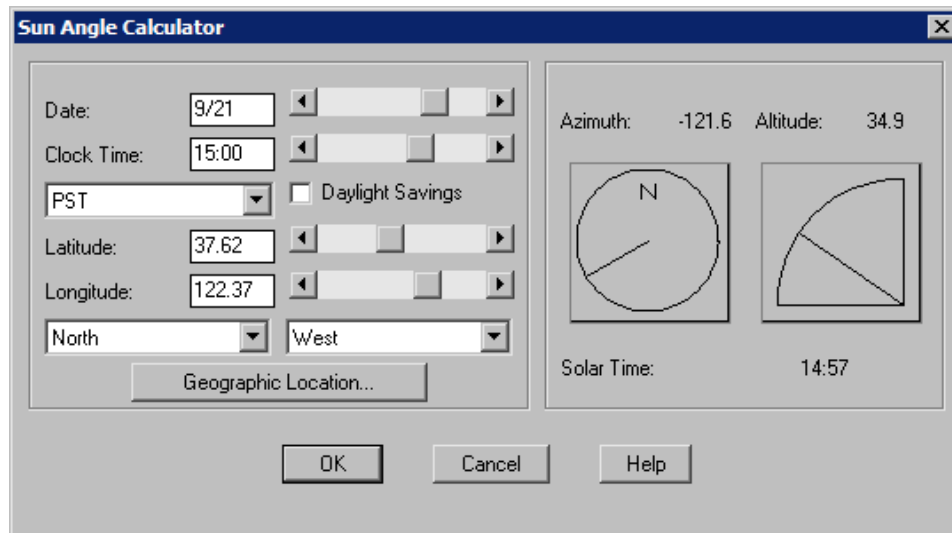 Sun Angle Calculator
Date: 9/21
Clock Time: 15:00
PST Daylight Savings
Latitude: 37.62
Longitude: 122.37
North West
Geographic Location...
Azimuth: -121.6 Altitude: 34.9
N
Solar Time: 14:57
OK Cancel Help